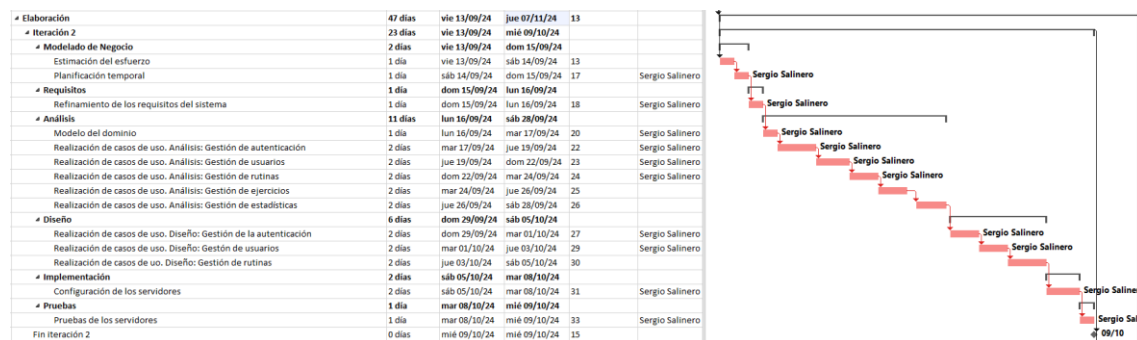 Elaboración 47 días vie 13/09/24 jue 07/11/24 13
Iteración 2 23 días vie 13/09/24 mié 09/10/24
Modelado de Negocio 2 días vie 13/09/24 dom 15/09/24
Estimación del esfuerzo 1 día vie 13/09/24 sáb 14/09/24 13
Planificación temporal 1 día sáb 14/09/24 dom 15/09/24 17 Sergio Salinero Sergio Salinero
Requisitos 1 día dom 15/09/24 lun 16/09/24
Refinamiento de los requisitos del sistema 1 día dom 15/09/24 lun 16/09/24 18 Sergio Salinero Sergio Salinero
Análisis 11 días lun 16/09/24 sáb 28/09/24
Modelo del dominio 1 día lun 16/09/24 mar 17/09/24 20 Sergio Salinero Sergio Salinero
Realización de casos de uso. Análisis: Gestión de autenticación 2 días mar 17/09/24 jue 19/09/24 22 Sergio Salinero Sergio Salinero
Realización de casos de uso. Análisis: Gestión de usuarios 2 días jue 19/09/24 dom 22/09/24 23 Sergio Salinero Sergio Salinero
Realización de casos de uso. Análisis: Gestión de rutinas 2 días dom 22/09/24 mar 24/09/24 24 Sergio Salinero Sergio Salinero
Realización de casos de uso. Análisis: Gestión de ejercicios 2 días mar 24/09/24 jue 26/09/24 25
Realización de casos de uso. Análisis: Gestión de estadísticas 2 días jue 26/09/24 sáb 28/09/24 26
Diseño 6 días dom 29/09/24 sáb 05/10/24
Realización de casos de uso. Diseño: Gestión de la autenticación 2 días dom 29/09/24 mar 01/10/24 27 Sergio Salinero Sergio Salinero
Realización de casos de uso. Diseño: Gestón de usuarios 2 días mar 01/10/24 jue 03/10/24 29 Sergio Salinero Sergio Salinero
Realización de casos de uo. Diseño: Gestión de rutinas 2 días jue 03/10/24 sáb 05/10/24 30
Implementación 2 días sáb 05/10/24 mar 08/10/24
Configuración de los servidores 2 días sáb 05/10/24 mar 08/10/24 31 Sergio Salinero Sergio Saliner
Pruebas 1 día mar 08/10/24 mié 09/10/24
Pruebas de los servidores 1 día mar 08/10/24 mié 09/10/24 33 Sergio Salinero Sergio Sal
Fin iteración 2 0 días mié 09/10/24 mié 09/10/24 15 09/10